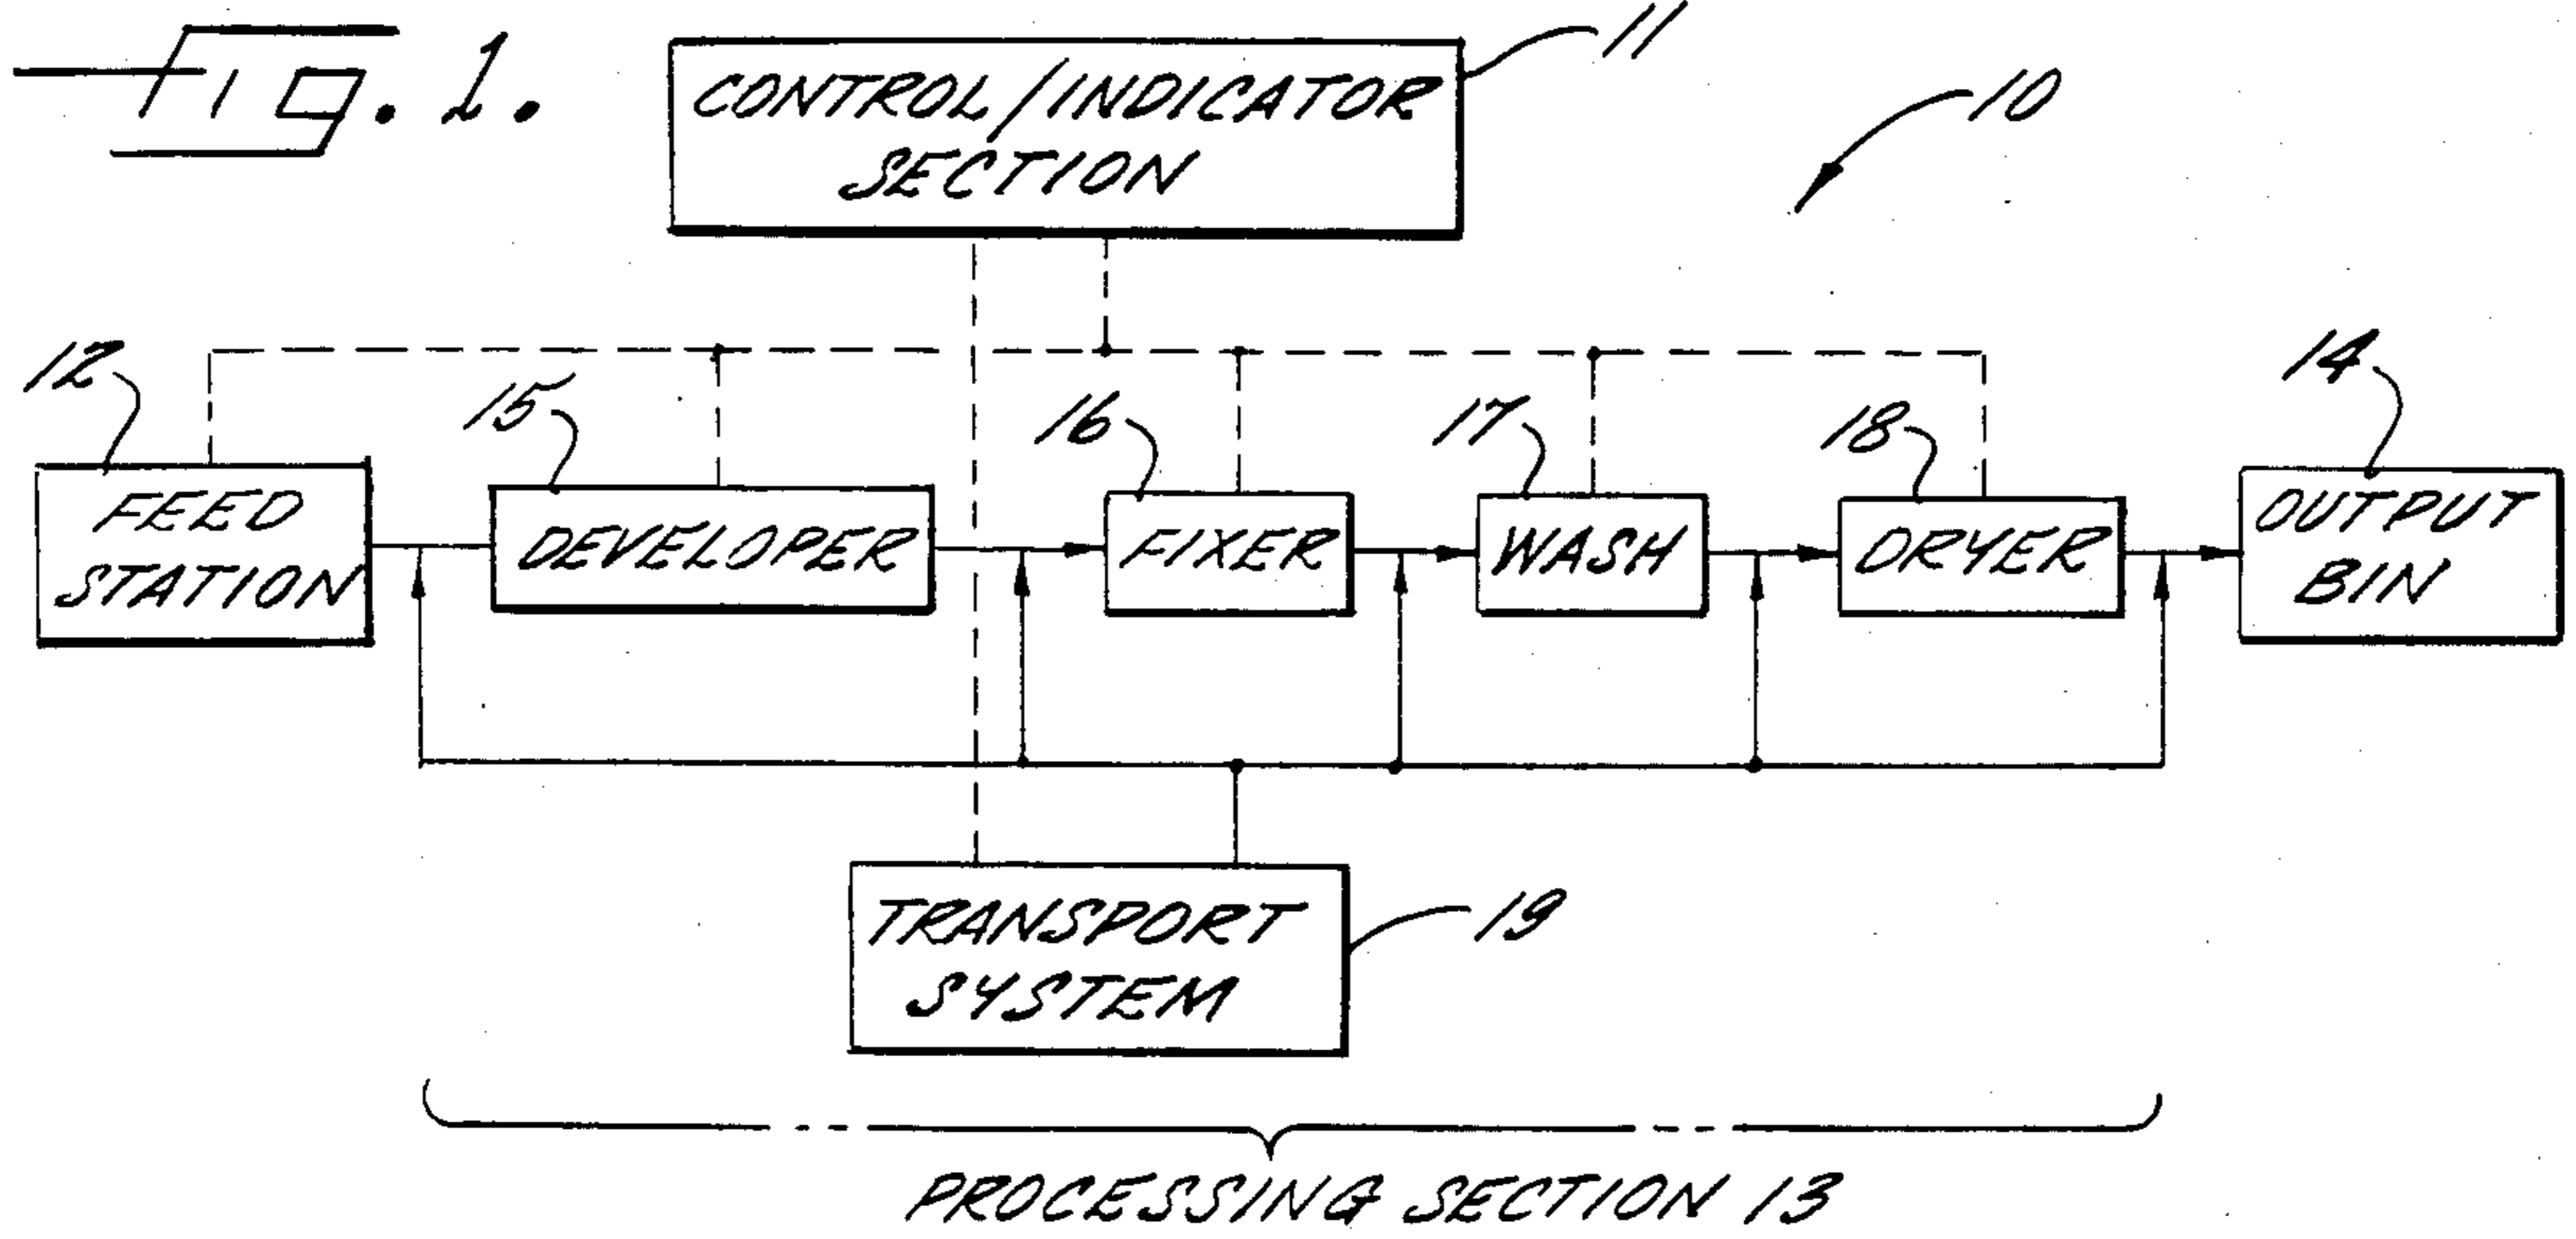 Fig. 1.
CONTROL/INDICATOR
SECTION
11
10
12
15
16
17
18
14
FEED
STATION
DEVELOPER
FIXER
WASH
DRYER
OUTPUT
BIN
TRANSPORT
SYSTEM
19
PROCESSING SECTION 13